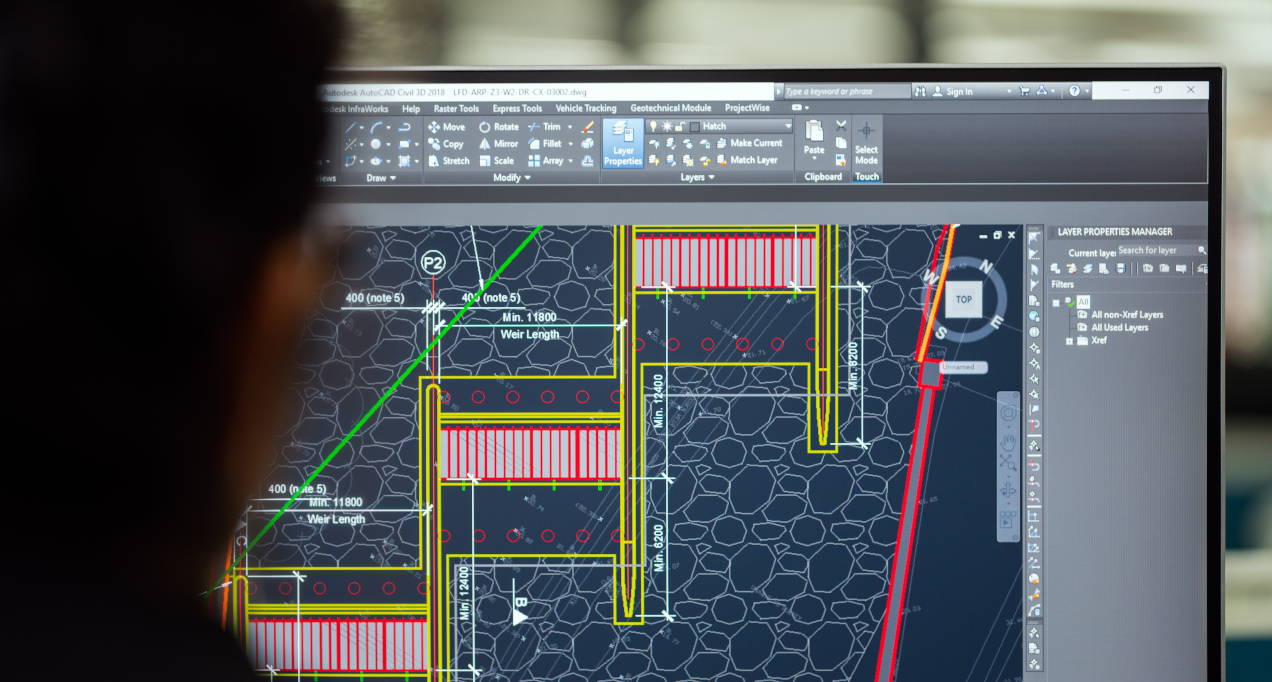 Autodesk AutoCAD Civil 3D 2018 LFD-ARP-Z3-W2-DR-CX-03002.dwg
Type a keyword or phrase
Sign In
InfraWorks Help Raster Tools Express Tools Vehicle Tracking Geotechnical Module ProjectWise
Move Rotate Trim
Copy Mirror Fillet
Stretch Scale Array
Layer
Properties
Hatch
Make Current
Match Layer
Paste
Select
Mode
Draw Modify Layers Clipboard Touch
LAYER PROPERTIES MANAGER
Search for layer
Filters
All
All non-Xref Layers
All Used Layers
Xref
N
W
TOP
S
E
Unnamed
P2
400 (note 5)
400 (note 5)
Min. 11800
Weir Length
Min. 8200
Min. 12400
400 (note 5)
Min. 11800
Weir Length
Min. 6200
Min. 12400
B